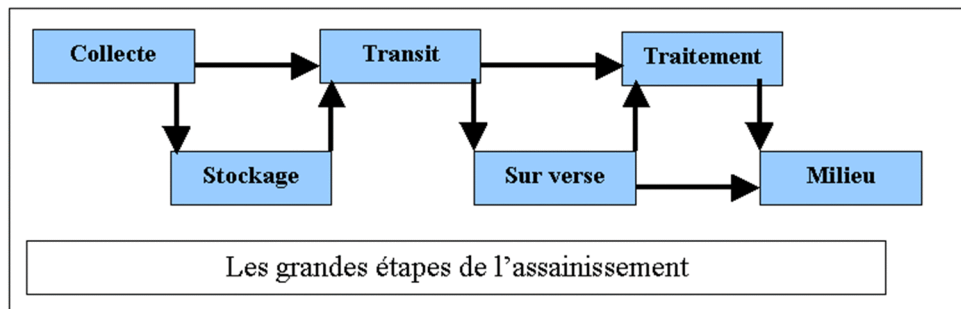 Collecte
Transit
Traitement
Stockage
Sur verse
Milieu
Les grandes étapes de l'assainissement